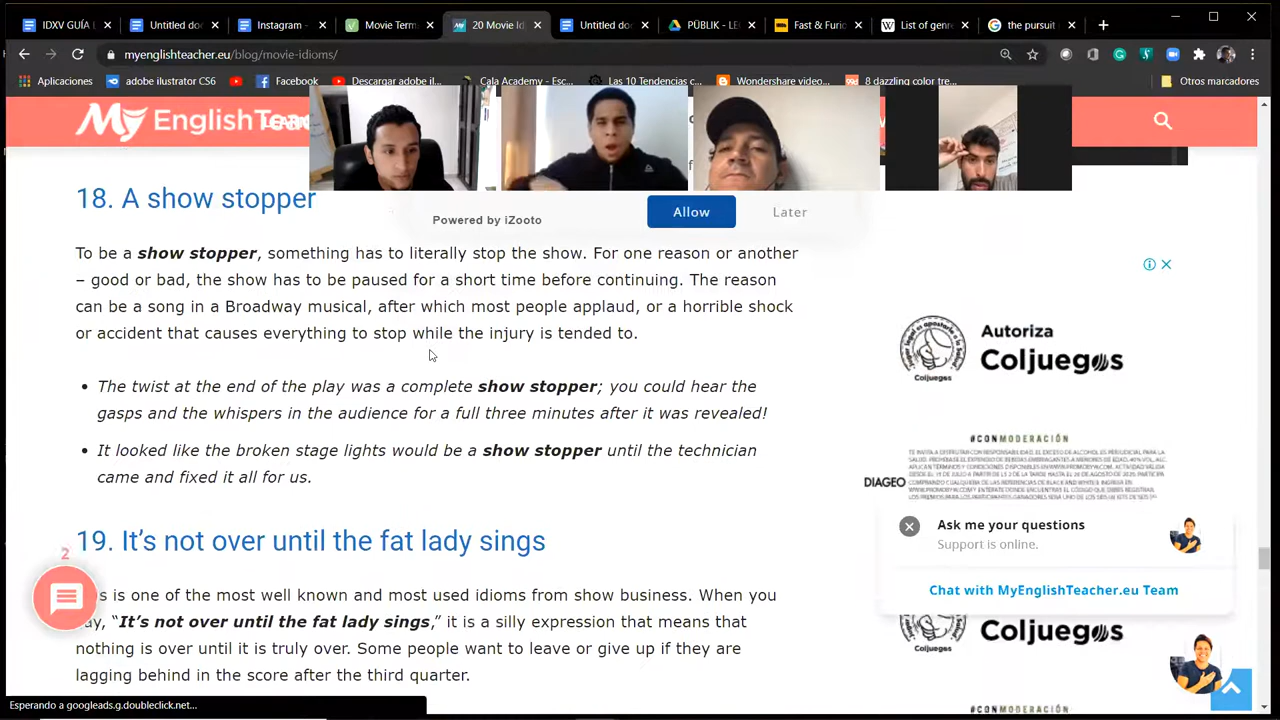 IDXV GUÍA
Untitled doc
Instagram -
Movie Term
20 Movie Id
Untitled doc
PÜBLIK - LE
Fast & Furio
List of genre
the pursuit
myenglishteacher.eu/blog/movie-idioms/
Aplicaciones
adobe ilustrator CS6
Facebook
Descargar adobe il...
Cala Academy - Esc...
Las 10 Tendencias c...
Wondershare video...
8 dazzling color tre...
Otros marcadores
My EnglishTeac
18. A show stopper
Powered by iZooto
Allow
Later
To be a show stopper, something has to literally stop the show. For one reason or another
– good or bad, the show has to be paused for a short time before continuing. The reason
can be a song in a Broadway musical, after which most people applaud, or a horrible shock
or accident that causes everything to stop while the injury is tended to.
• The twist at the end of the play was a complete show stopper; you could hear the
gasps and the whispers in the audience for a full three minutes after it was revealed!
• It looked like the broken stage lights would be a show stopper until the technician
came and fixed it all for us.
19. It's not over until the fat lady sings
2
is one of the most well known and most used idioms from show business. When you
"It's not over until the fat lady sings," it is a silly expression that means that
nothing is over until it is truly over. Some people want to leave or give up if they are
lagging behind in the score after the third quarter.
Autoriza
Coljuegos
Coljuegos
#CONMODERACIÓN
DIAGEO
Ask me your questions
Support is online.
Chat with MyEnglishTeacher.eu Team
Coljuegos
Coljuegos
#CONMODERACIÓN
Esperando a googleads.g.doubleclick.net...